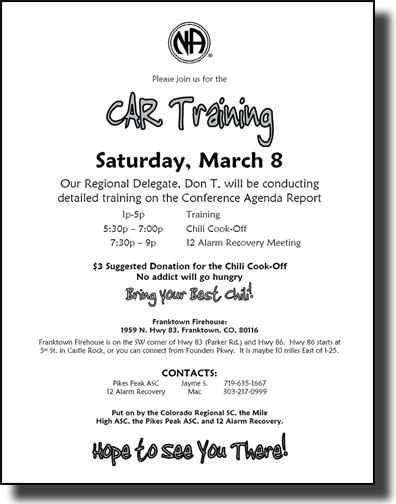 NA
Please join us for the
CAR Training
Saturday, March 8
Our Regional Delegate, Don T, will be conducting
detailed training on the Conference Agenda Report
1p-5p Training
5:30p – 7:00p Chili Cook-Off
7:30p – 9p 12 Alarm Recovery Meeting
$3 Suggested Donation for the Chili Cook-Off
No addict will go hungry
Bring Your Best Chili!
Franktown Firehouse:
1959 N. Hwy 83, Franktown, CO. 80116
Franktown Firehouse is on the SW corner of Hwy 83 (Parker Rd.) and Hwy 86. Hwy 86 starts at
5th St. in Castle Rock, or you can connect from Founders Pkwy. It is maybe 10 miles East of I-25.
CONTACTS:
Pikes Peak ASC Jayme S. 719-635-1667
12 Alarm Recovery Mac 303-217-0999
Put on by the Colorado Regional SC, the Mile
High ASC, the Pikes Peak ASC, and 12 Alarm Recovery.
Hope to See You There!